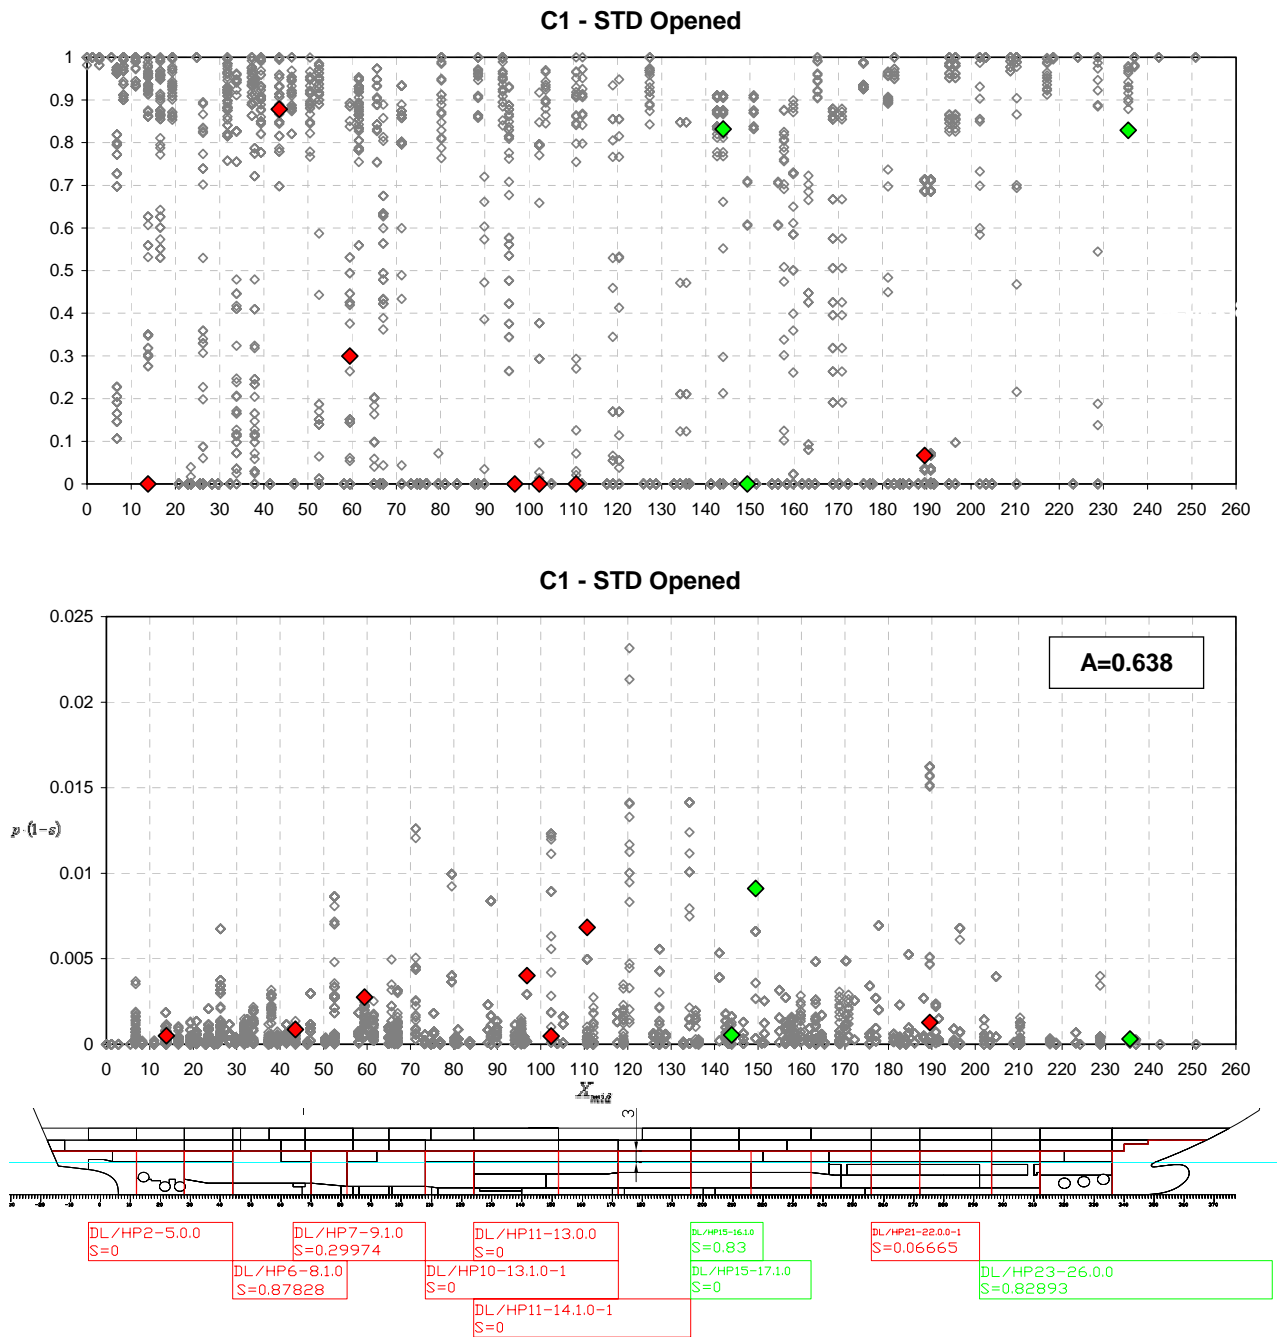 C1 - STD Opened
1
0.9
0.8
0.7
0.6
0.5
0.4
0.3
0.2
0.1
0
0 10 20 30 40 50 60 70 80 90 100 110 120 130 140 150 160 170 180 190 200 210 220 230 240 250 260
C1 - STD Opened
0.025
A=0.638
0.02
0.015
p·(1-s)
0.01
0.005
0
0 10 20 30 40 50 60 70 80 90 100 110 120 130 140 150 160 170 180 190 200 210 220 230 240 250 260
X mid
3
DL/HP2-5.0.0
S=0
DL/HP7-9.1.0
S=0.29974
DL/HP11-13.0.0
S=0
DL/HP15-16.1.0
S=0.83
DL/HP21-22.0.0-1
S=0.06665
DL/HP6-8.1.0
S=0.87828
DL/HP10-13.1.0-1
S=0
DL/HP15-17.1.0
S=0
DL/HP23-26.0.0
S=0.82893
DL/HP11-14.1.0-1
S=0